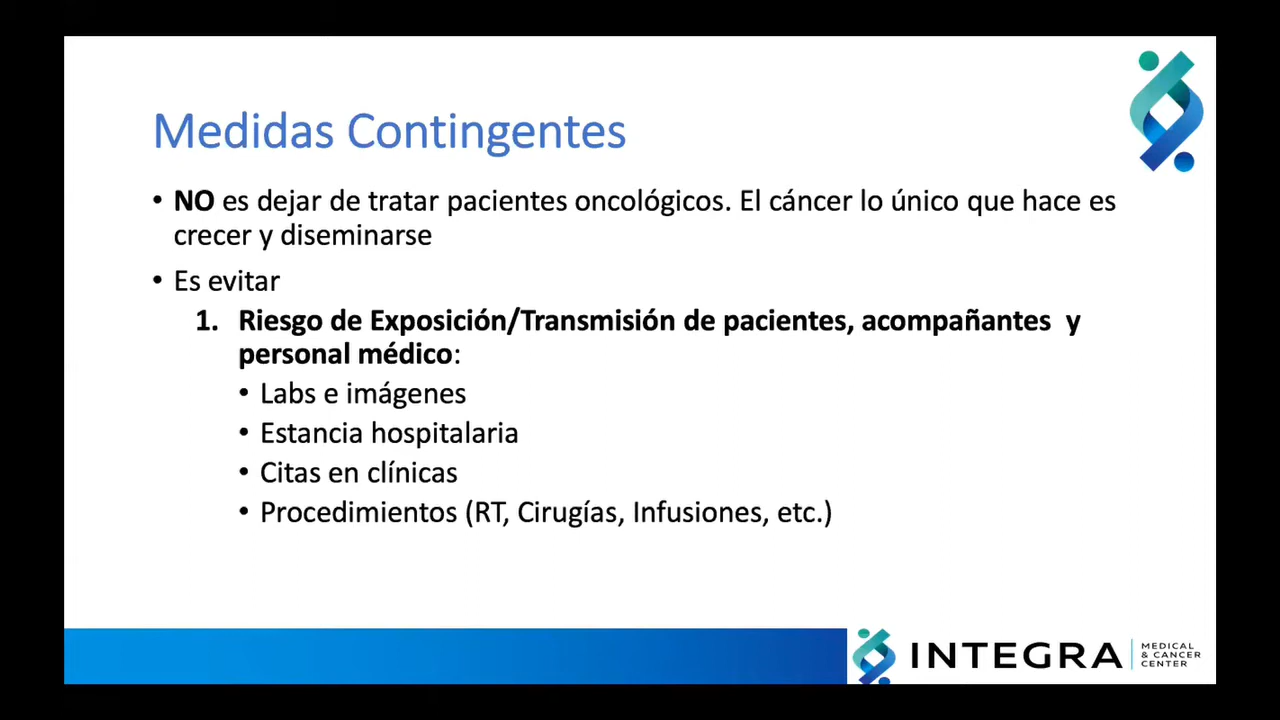 Medidas Contingentes
• NO es dejar de tratar pacientes oncológicos. El cáncer lo único que hace es
crecer y diseminarse
• Es evitar
1. Riesgo de Exposición/Transmisión de pacientes, acompañantes y
personal médico:
• Labs e imágenes
• Estancia hospitalaria
• Citas en clínicas
• Procedimientos (RT, Cirugías, Infusiones, etc.)
INTEGRA
MEDICAL
& CANCER
CENTER